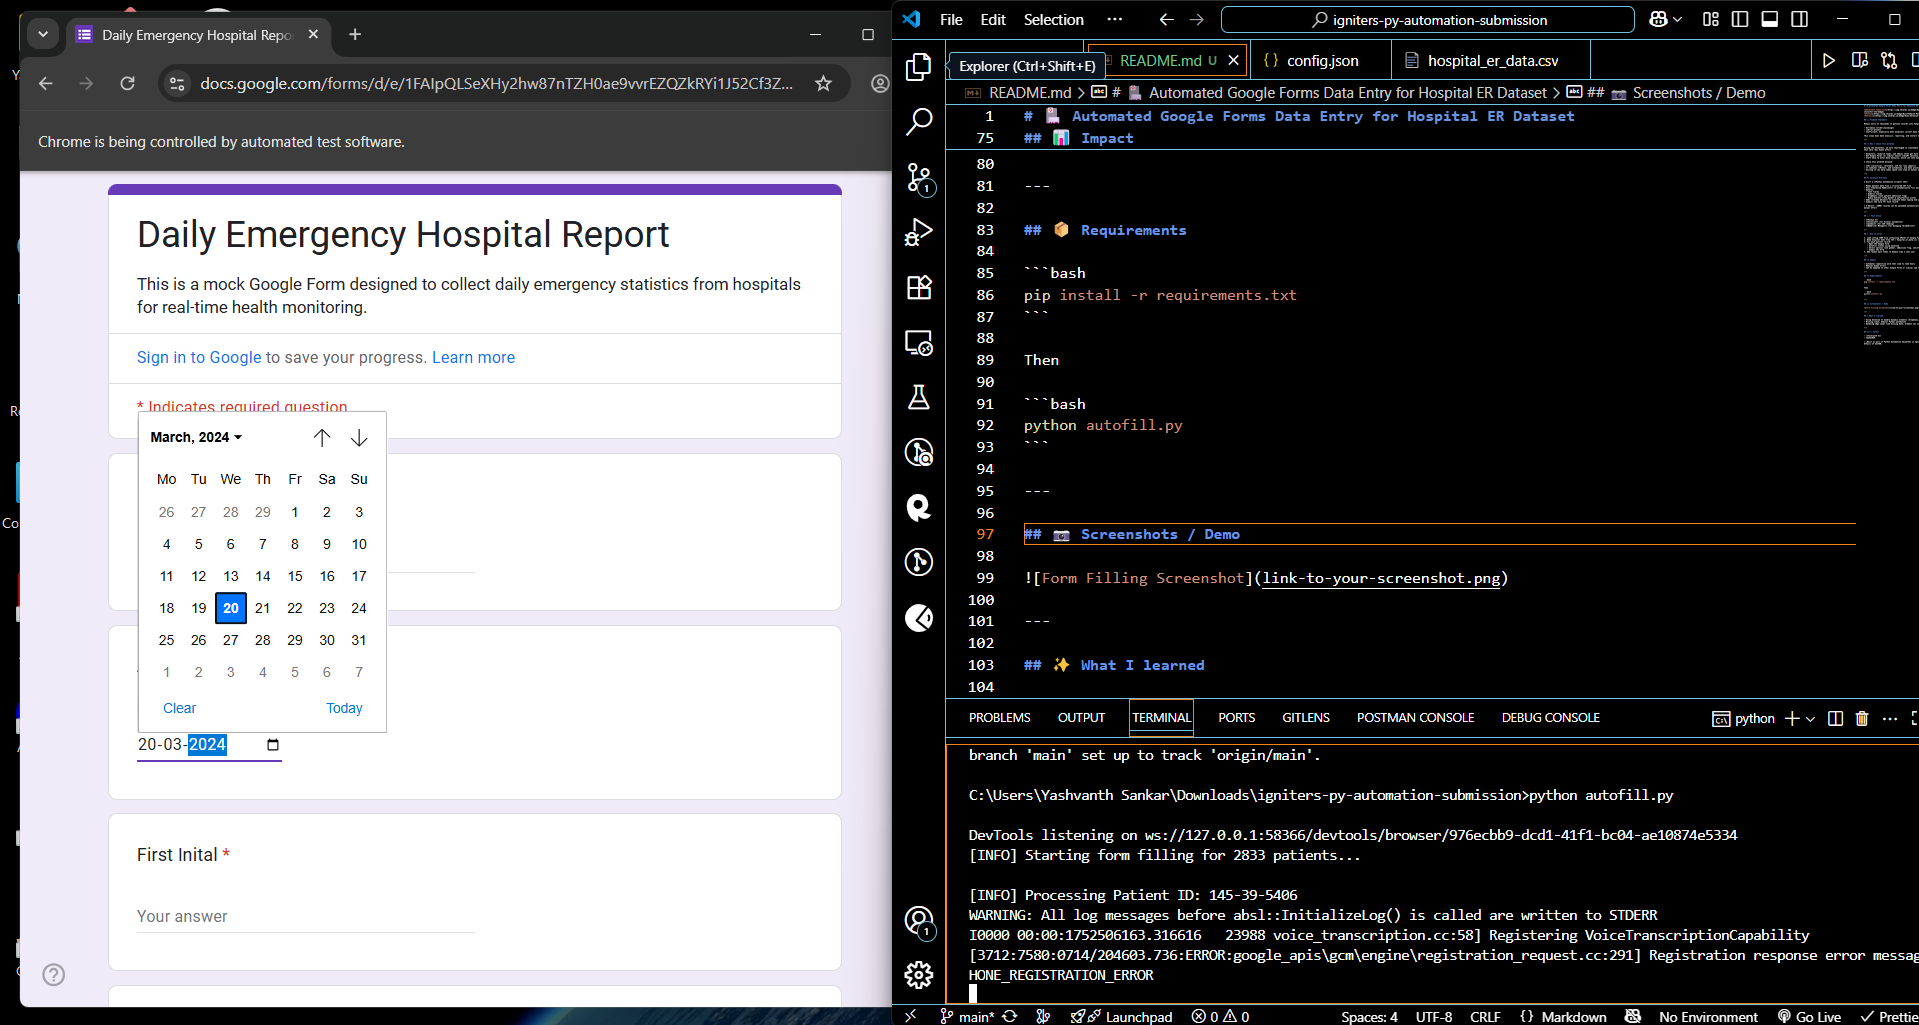 Daily Emergency Hospital Repo
docs.google.com/forms/d/e/1FAIpQLSeXHy2hw87nTZH0ae9vvrEZQZkRYi1J52Cf3Z...
Chrome is being controlled by automated test software.
Daily Emergency Hospital Report
This is a mock Google Form designed to collect daily emergency statistics from hospitals
for real-time health monitoring.
Sign in to Google to save your progress. Learn more
* Indicates required question
March, 2024
Mo Tu We Th Fr Sa Su
26 27 28 29 1 2 3
4 5 6 7 8 9 10
11 12 13 14 15 16 17
18 19 20 21 22 23 24
25 26 27 28 29 30 31
1 2 3 4 5 6 7
Clear Today
20-03-2024
First Inital *
Your answer
File Edit Selection ··· igniters-py-automation-submission
Explorer (Ctrl+Shift+E) README.md U {} config.json hospital_er_data.csv
README.md > # Automated Google Forms Data Entry for Hospital ER Dataset > ## 📷 Screenshots / Demo
1 # Automated Google Forms Data Entry for Hospital ER Dataset
75 ## 📊 Impact
80
81 ---
82
83 ## 📦 Requirements
84
85 ```bash
86 pip install -r requirements.txt
87 ```
88
89 Then
90
91 ```bash
92 python autofill.py
93 ```
94
95 ---
96
97 ## 📷 Screenshots / Demo
98
99 ![Form Filling Screenshot](link-to-your-screenshot.png)
100
101 ---
102
103 ## ✨ What I learned
104
PROBLEMS OUTPUT TERMINAL PORTS GITLENS POSTMAN CONSOLE DEBUG CONSOLE python
branch 'main' set up to track 'origin/main'.
C:\Users\Yashvanth Sankar\Downloads\igniters-py-automation-submission>python autofill.py
DevTools listening on ws://127.0.0.1:58366/devtools/browser/976ecbb9-dcd1-41f1-bc04-ae10874e5334
[INFO] Starting form filling for 2833 patients...
[INFO] Processing Patient ID: 145-39-5406
WARNING: All log messages before absl::InitializeLog() is called are written to STDERR
I0000 00:00:1752506163.316616 23988 voice_transcription.cc:58] Registering VoiceTranscriptionCapability
[3712:7580:0714/204603.736:ERROR:google_apis\gcm\engine\registration_request.cc:291] Registration response error messag
HONE_REGISTRATION_ERROR
main* Launchpad 0 0 Spaces: 4 UTF-8 CRLF {} Markdown No Environment Go Live Prettie